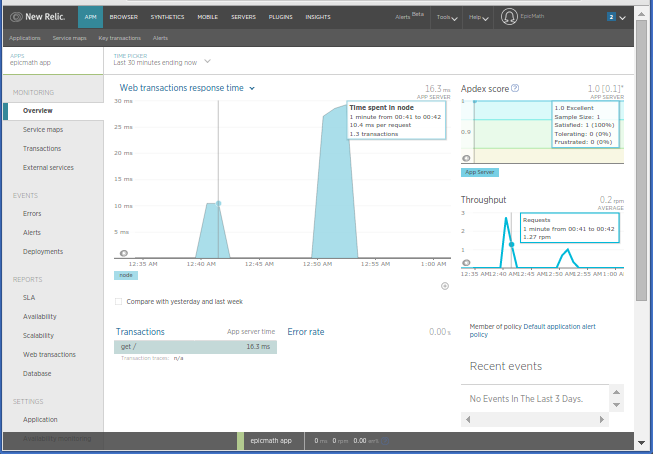 New Relic.
APM
BROWSER
SYNTHETICS
MOBILE
SERVERS
PLUGINS
INSIGHTS
Alerts Beta
Tools
Help
EpicMath
2
Applications
Service maps
Key transactions
Alerts
APPS
epicmath app
TIME PICKER
Last 30 minutes ending now
MONITORING
Overview
Service maps
Transactions
External services
EVENTS
Errors
Alerts
Deployments
REPORTS
SLA
Availability
Scalability
Web transactions
Database
SETTINGS
Application
Availability monitoring
Web transactions response time
16.3 ms
APP SERVER
30 ms
25 ms
20 ms
15 ms
10 ms
5 ms
Time spent in node
1 minute from 00:41 to 00:42
10.4 ms per request
1.3 transactions
12:35 AM
12:40 AM
12:45 AM
12:50 AM
12:55 AM
1:00 AM
node
Compare with yesterday and last week
Transactions
App server time
get /
16.3 ms
Transaction traces: n/a
Error rate
0.00 %
Apdex score
?
1.0 [0.1]*
APP SERVER
1
0.9
1.0 Excellent
Sample Size: 1
Satisfied: 1 (100%)
Tolerating: 0 (0%)
Frustrated: 0 (0%)
App Server
Throughput
0.2 rpm
AVERAGE
3
2
1
Requests
1 minute from 00:41 to 00:42
1.27 rpm
12:35 AM
12:40 AM
12:45 AM
12:50 AM
12:55 AM
1:00 A
Member of policy Default application alert
policy
Recent events
No Events In The Last 3 Days.
epicmath app
0 ms
0 rpm
0.00 err%